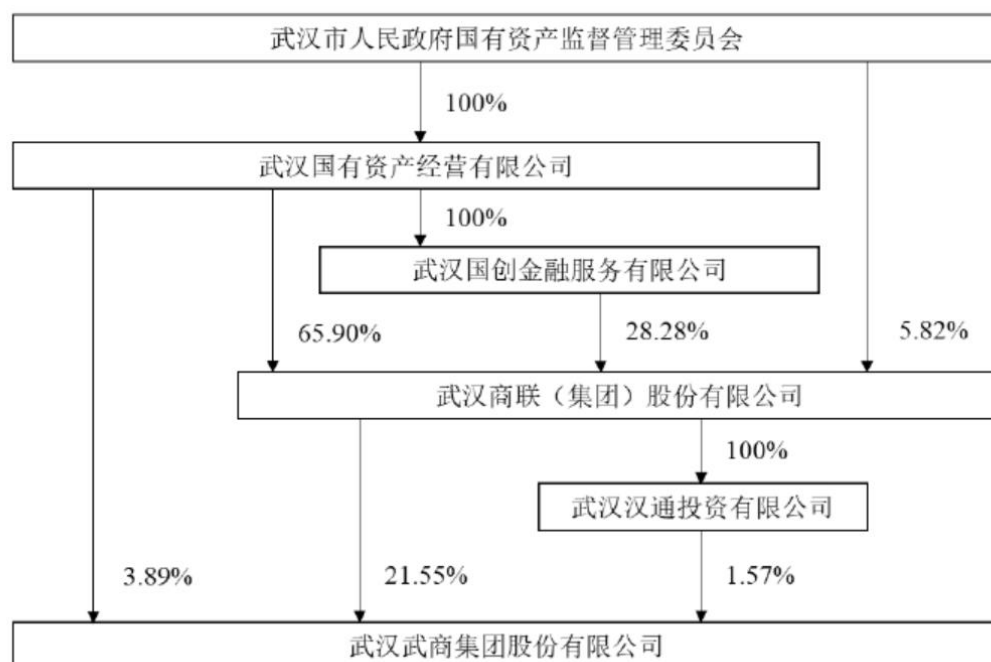 武汉市人民政府国有资产监督管理委员会
100%
武汉国有资产经营有限公司
100%
武汉国创金融服务有限公司
65.90%
28.28%
5.82%
武汉商联（集团）股份有限公司
100%
武汉汉通投资有限公司
3.89%
21.55%
1.57%
武汉武商集团股份有限公司